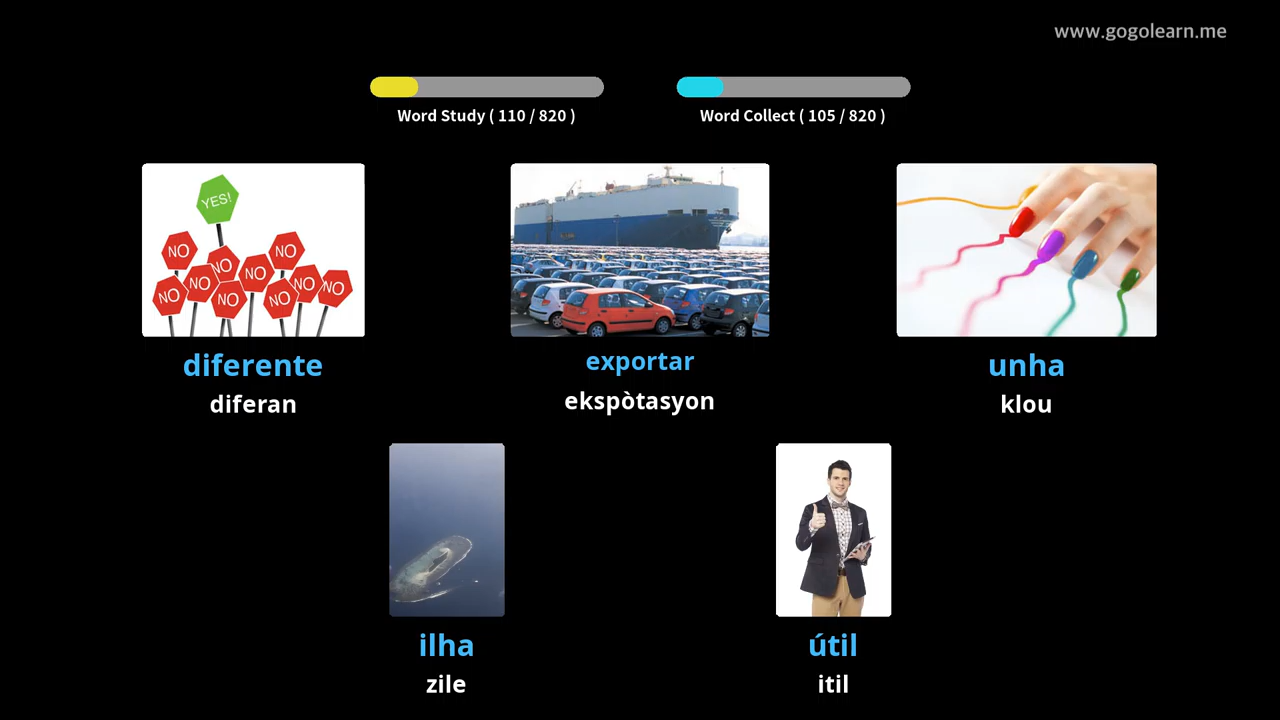 www.gogolearn.me
Word Study ( 110 / 820 )
Word Collect ( 105 / 820 )
YES!
NO
NO
NO
NO
NO
NO
NO
NO
NO
NO
diferente
diferan
exportar
ekspòtasyon
unha
klou
ilha
zile
útil
itil